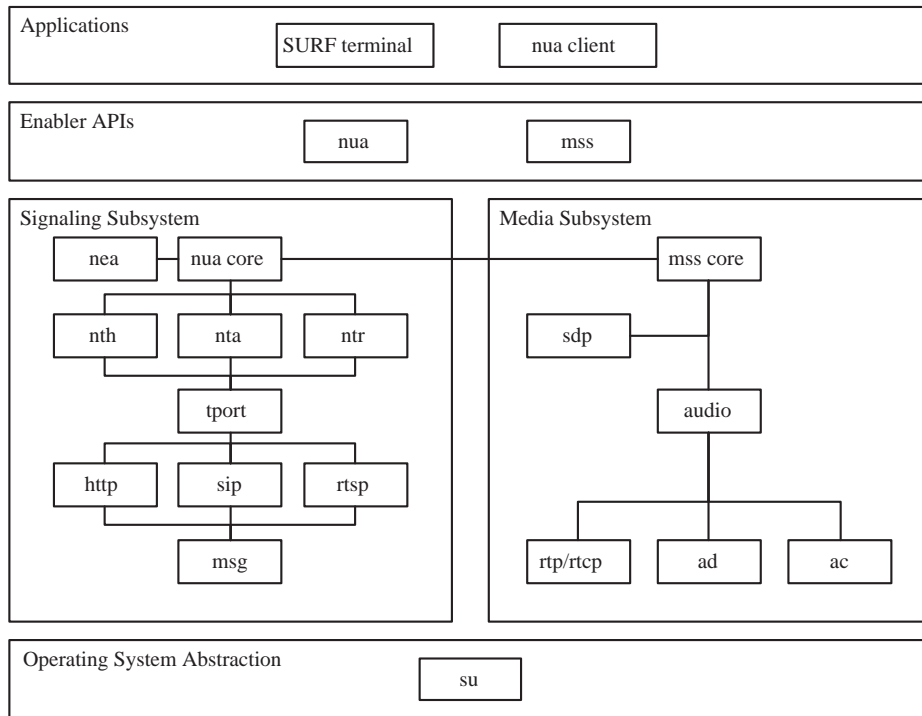 Applications
SURF terminal
nua client
Enabler APIs
nua
mss
Signaling Subsystem
nea
nua core
nth
nta
ntr
tport
http
sip
rtsp
msg
Media Subsystem
mss core
sdp
audio
rtp/rtcp
ad
ac
Operating System Abstraction
su